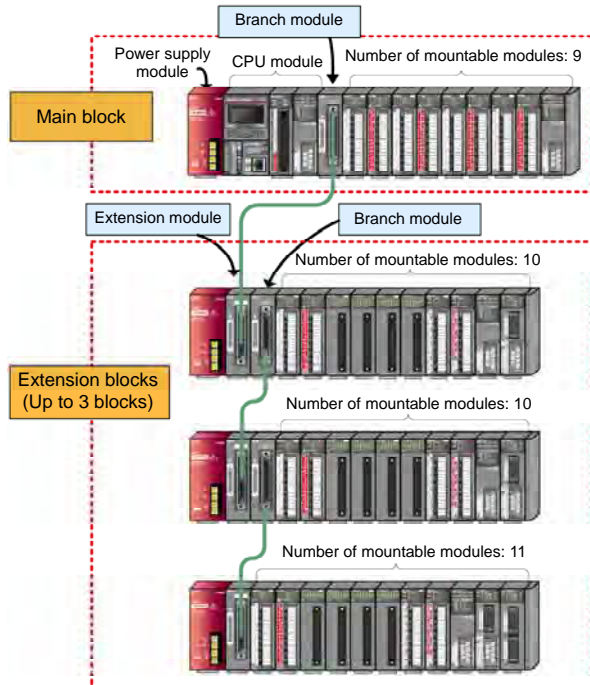 Branch module
Power supply
module
CPU module
Number of mountable modules: 9
Main block
Extension module
Branch module
Number of mountable modules: 10
Extension blocks
(Up to 3 blocks)
Number of mountable modules: 10
Number of mountable modules: 11